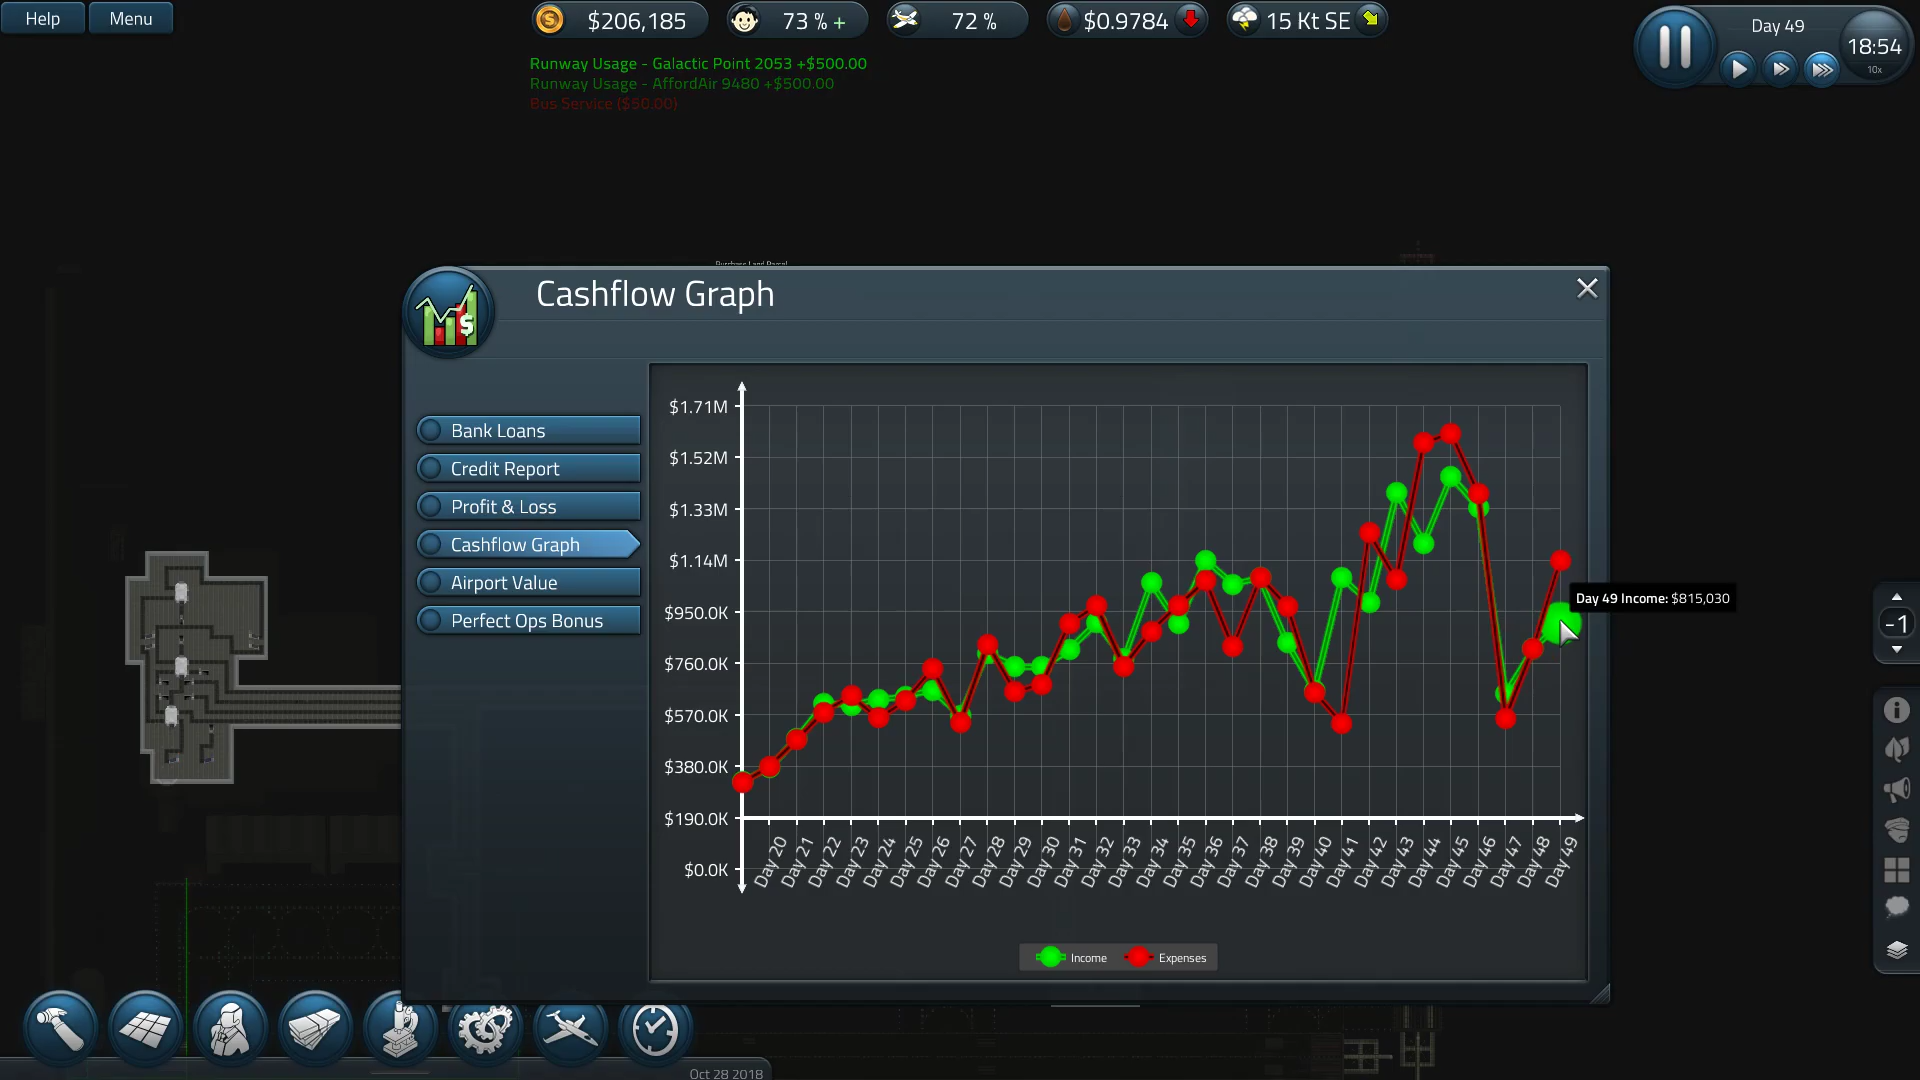 Help
Menu
$206,185
73 % +
72 %
$0.9784
15 Kt SE
Day 49
18:54
10x
Runway Usage - Galactic Point 2053 +$500.00
Runway Usage - AffordAir 9480 +$500.00
Bus Service ($50.00)
Purchase Land Parcel
Cashflow Graph
Bank Loans
Credit Report
Profit & Loss
Cashflow Graph
Airport Value
Perfect Ops Bonus
$1.71M
$1.52M
$1.33M
$1.14M
$950.0K
$760.0K
$570.0K
$380.0K
$190.0K
$0.0K
Day 20
Day 21
Day 22
Day 23
Day 24
Day 25
Day 26
Day 27
Day 28
Day 29
Day 30
Day 31
Day 32
Day 33
Day 34
Day 35
Day 36
Day 37
Day 38
Day 39
Day 40
Day 41
Day 42
Day 43
Day 44
Day 45
Day 46
Day 47
Day 48
Day 49
Day 49 Income: $815,030
Income
Expenses
-1
Oct 28 2018